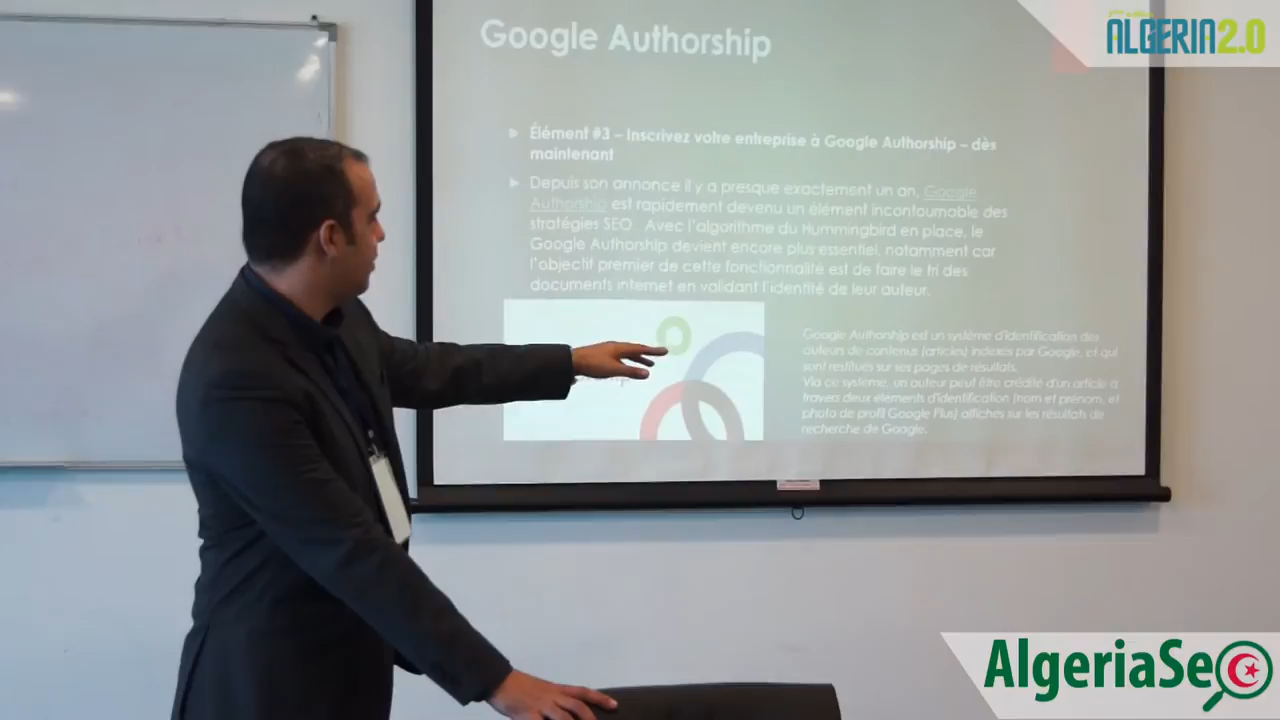 Google Authorship
ALGERIA2.0
Élément #3 – Inscrivez votre entreprise à Google Authorship – dès
maintenant
Depuis son annonce il y a presque exactement un an, Google
Authorship est rapidement devenu un élément incontournable des
stratégies SEO. Avec l'algorithme du Hummingbird en place, le
Google Authorship devient encore plus essentiel, notamment car
l'objectif premier de cette fonctionnalité est de faire le tri des
documents internet en validant l'identité de leur auteur.
Google Authorship est un système d'identification des
auteurs de contenus (articles) indexés par Google, et qui
sont restitués sur ses pages de résultats.
Via ce système, un auteur peut être crédité d'un article à
travers deux éléments d'identification (nom et prénom, et
photo de profil Google Plus) affichés sur les résultats de
recherche de Google.
AlgeriaSeo